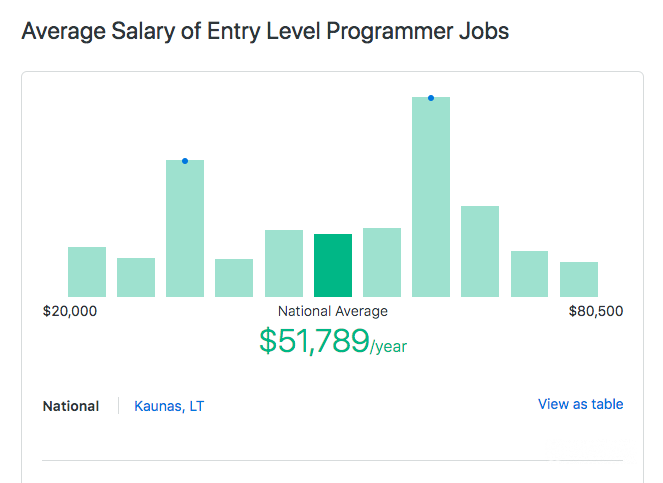 Average Salary of Entry Level Programmer Jobs
$20,000 National Average $80,500
$51,789/year
National Kaunas, LT View as table